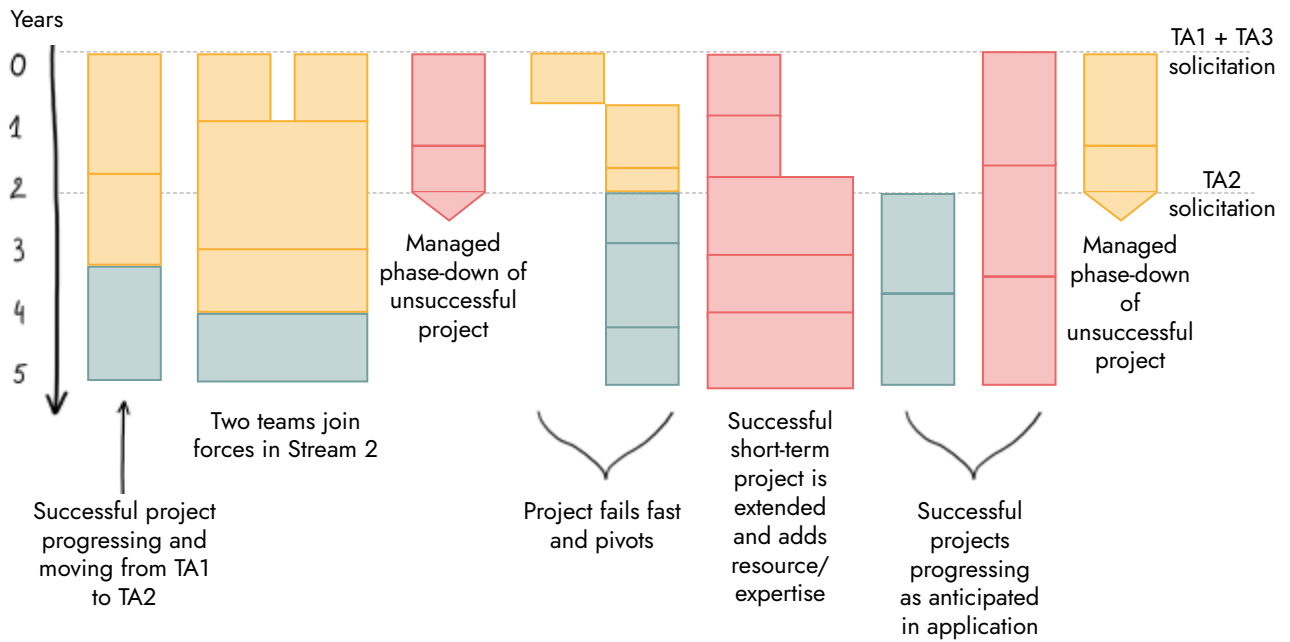 Years
0
1
2
3
4
5
TA1 + TA3
solicitation
TA2
solicitation
Managed
phase-down of
unsuccessful
project
Managed
phase-down
of
unsuccessful
project
Two teams join
forces in Stream 2
Successful project
progressing and
moving from TA1
to TA2
Project fails fast
and pivots
Successful
short-term
project is
extended
and adds
resource/
expertise
Successful
projects
progressing
as anticipated
in application